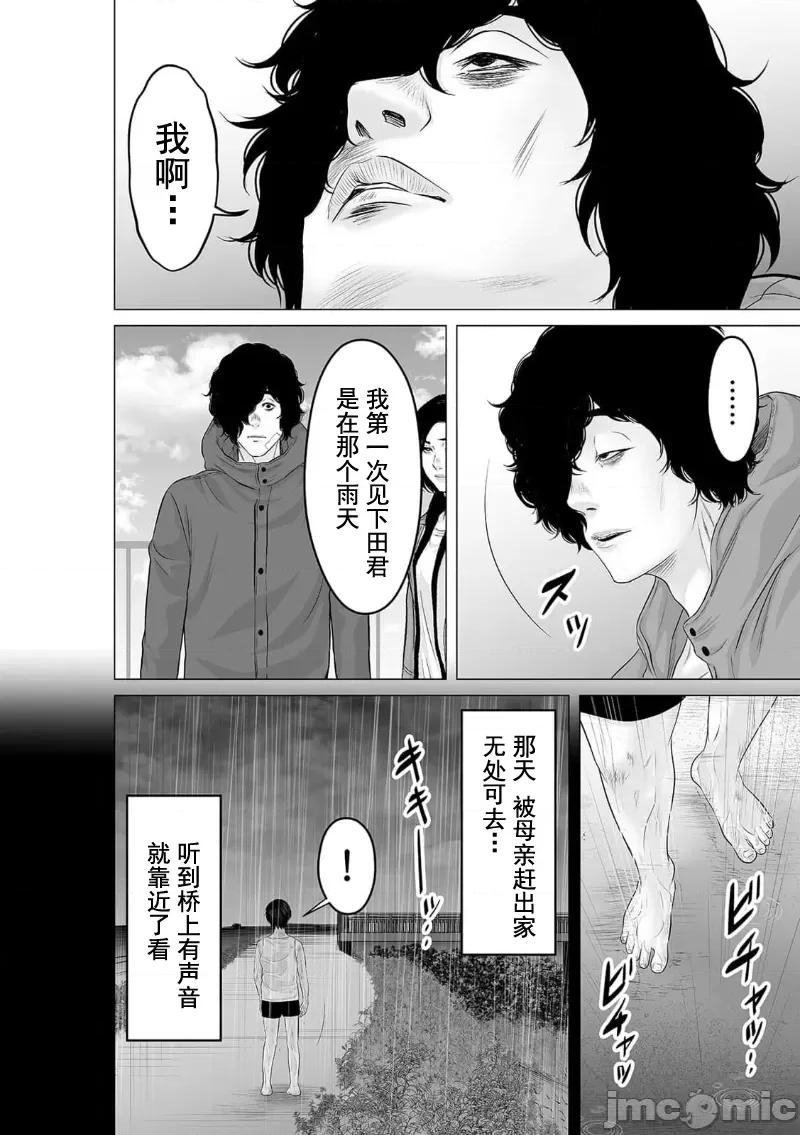 我啊…
……
スッ
我第一次见下田君
是在那个雨天
ビチャッ…
ビチャッ
那天 被母亲赶出家
无处可去…
キキーッ…
！
听到桥上有声音
就靠近了看
jmcomic